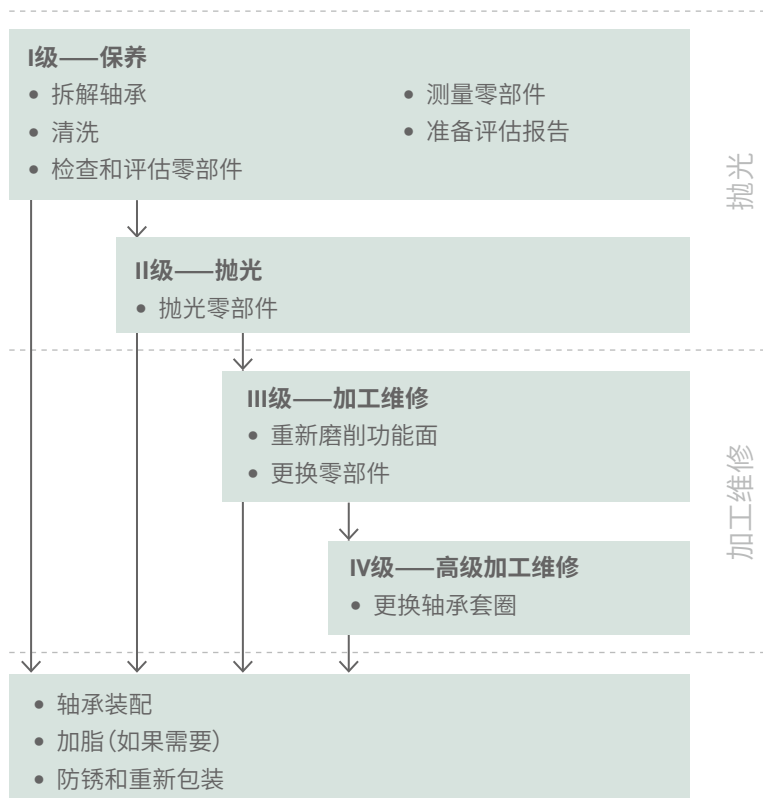 I级——保养
• 拆解轴承
• 清洗
• 检查和评估零部件
• 测量零部件
• 准备评估报告
抛光
II级——抛光
• 抛光零部件
III级——加工维修
• 重新磨削功能面
• 更换零部件
加工维修
IV级——高级加工维修
• 更换轴承套圈
• 轴承装配
• 加脂(如果需要)
• 防锈和重新包装